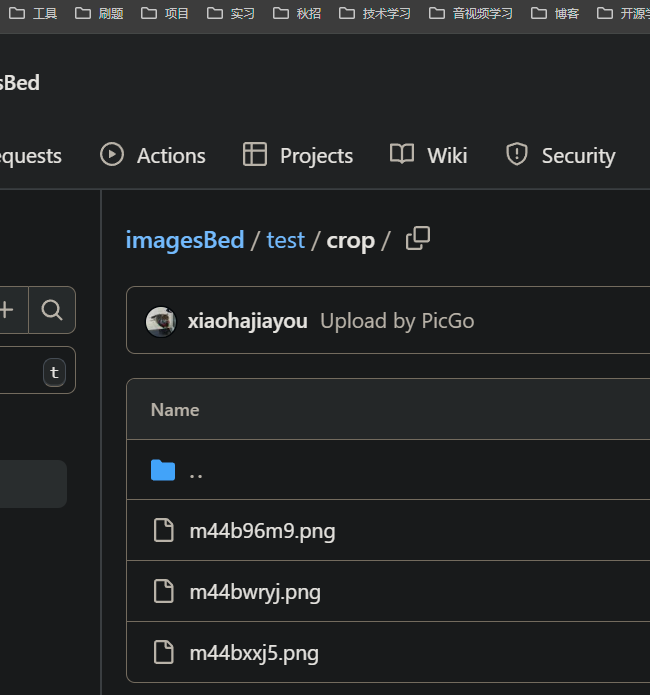 工具 刷题 项目 实习 秋招 技术学习 音视频学习 博客 开源学
sBed
equests Actions Projects Wiki Security
imagesBed / test / crop /
xiaohajiayou Upload by PicGo
t
Name
..
m44b96m9.png
m44bwryj.png
m44bxxj5.png